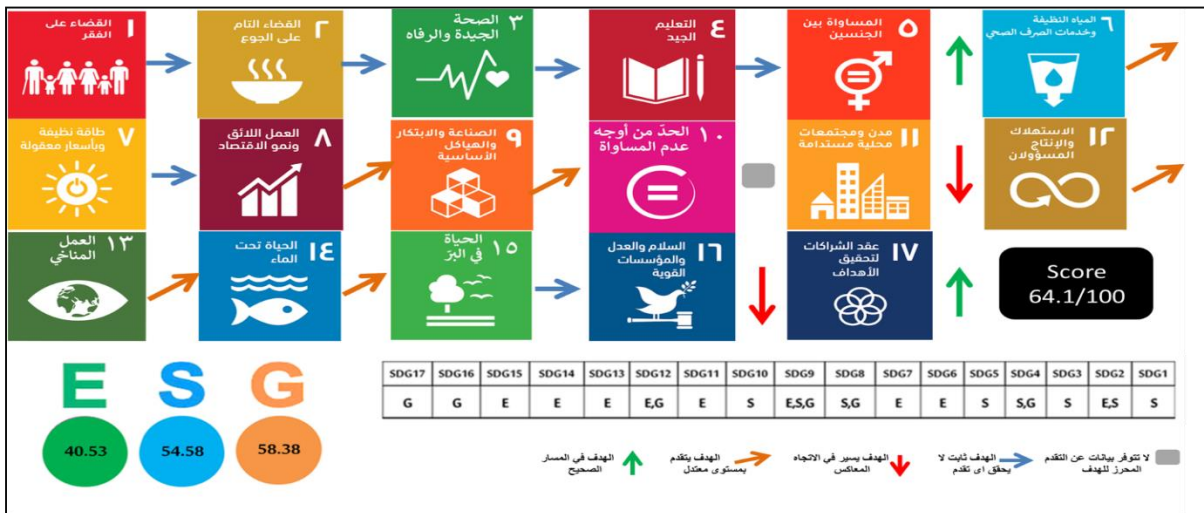 ١ القضاء على
الفقر
٢ القضاء التام
على الجوع
٣ الصحة
الجيدة والرفاه
٤ التعليم
الجيد
٥ المساواة بين
الجنسين
٦ المياه النظيفة
وخدمات الصرف الصحي
٧ طاقة نظيفة
وبأسعار معقولة
٨ العمل اللائق
ونمو الاقتصاد
٩ الصناعة والابتكار
والهياكل
الأساسية
١٠ الحدّ من أوجه
عدم المساواة
١١ مدن ومجتمعات
محلية مستدامة
١٢ الاستهلاك
والإنتاج
المسؤولان
١٣ العمل
المناخي
١٤ الحياة تحت
الماء
١٥ الحياة
في البرّ
١٦ السلام والعدل
والمؤسسات
القوية
١٧ عقد الشراكات
لتحقيق
الأهداف
Score
64.1/100
E S G
40.53 54.58 58.38
SDG17 SDG16 SDG15 SDG14 SDG13 SDG12 SDG11 SDG10 SDG9 SDG8 SDG7 SDG6 SDG5 SDG4 SDG3 SDG2 SDG1
G G E E E E,G E S E,S,G S,G E E S S,G S E,S S
لا تتوفر بيانات عن التقدم
المحرز للهدف
الهدف ثابت لا
يحقق اى تقدم
الهدف يسير في الاتجاه
المعاكس
الهدف يتقدم
بمستوى معتدل
الهدف في المسار
الصحيح